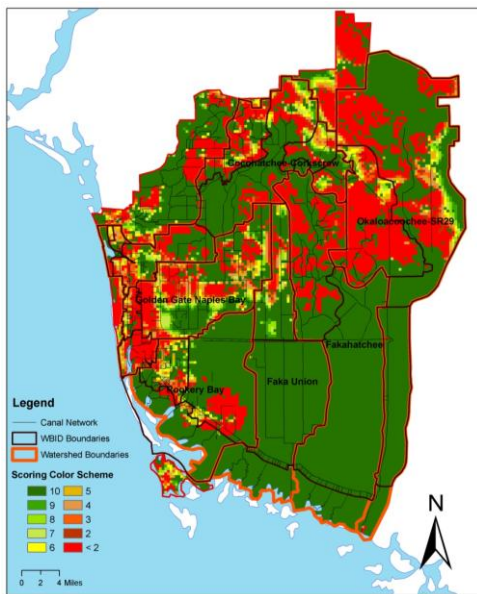 Cocohatchee-Corkscrew
Okaloacoochee-SR29
Golden Gate Naples Bay
Fakahatchee
Faka Union
Rookery Bay
Legend
Canal Network
WBID Boundaries
Watershed Boundaries
Scoring Color Scheme
10 5
9 4
8 3
7 2
6 < 2
0 2 4 Miles
N